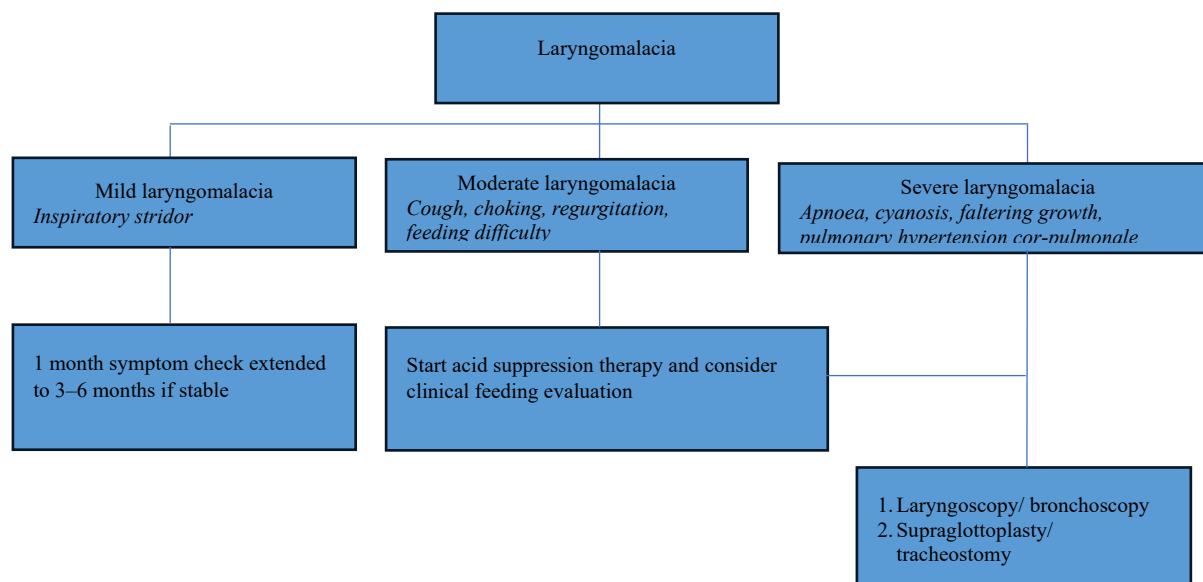 Laryngomalacia
Mild laryngomalacia
Inspiratory stridor
Moderate laryngomalacia
Cough, choking, regurgitation,
feeding difficulty
Severe laryngomalacia
Apnoea, cyanosis, faltering growth,
pulmonary hypertension cor-pulmonale
1 month symptom check extended
to 3–6 months if stable
Start acid suppression therapy and consider
clinical feeding evaluation
1. Laryngoscopy/ bronchoscopy
2. Supraglottoplasty/
tracheostomy